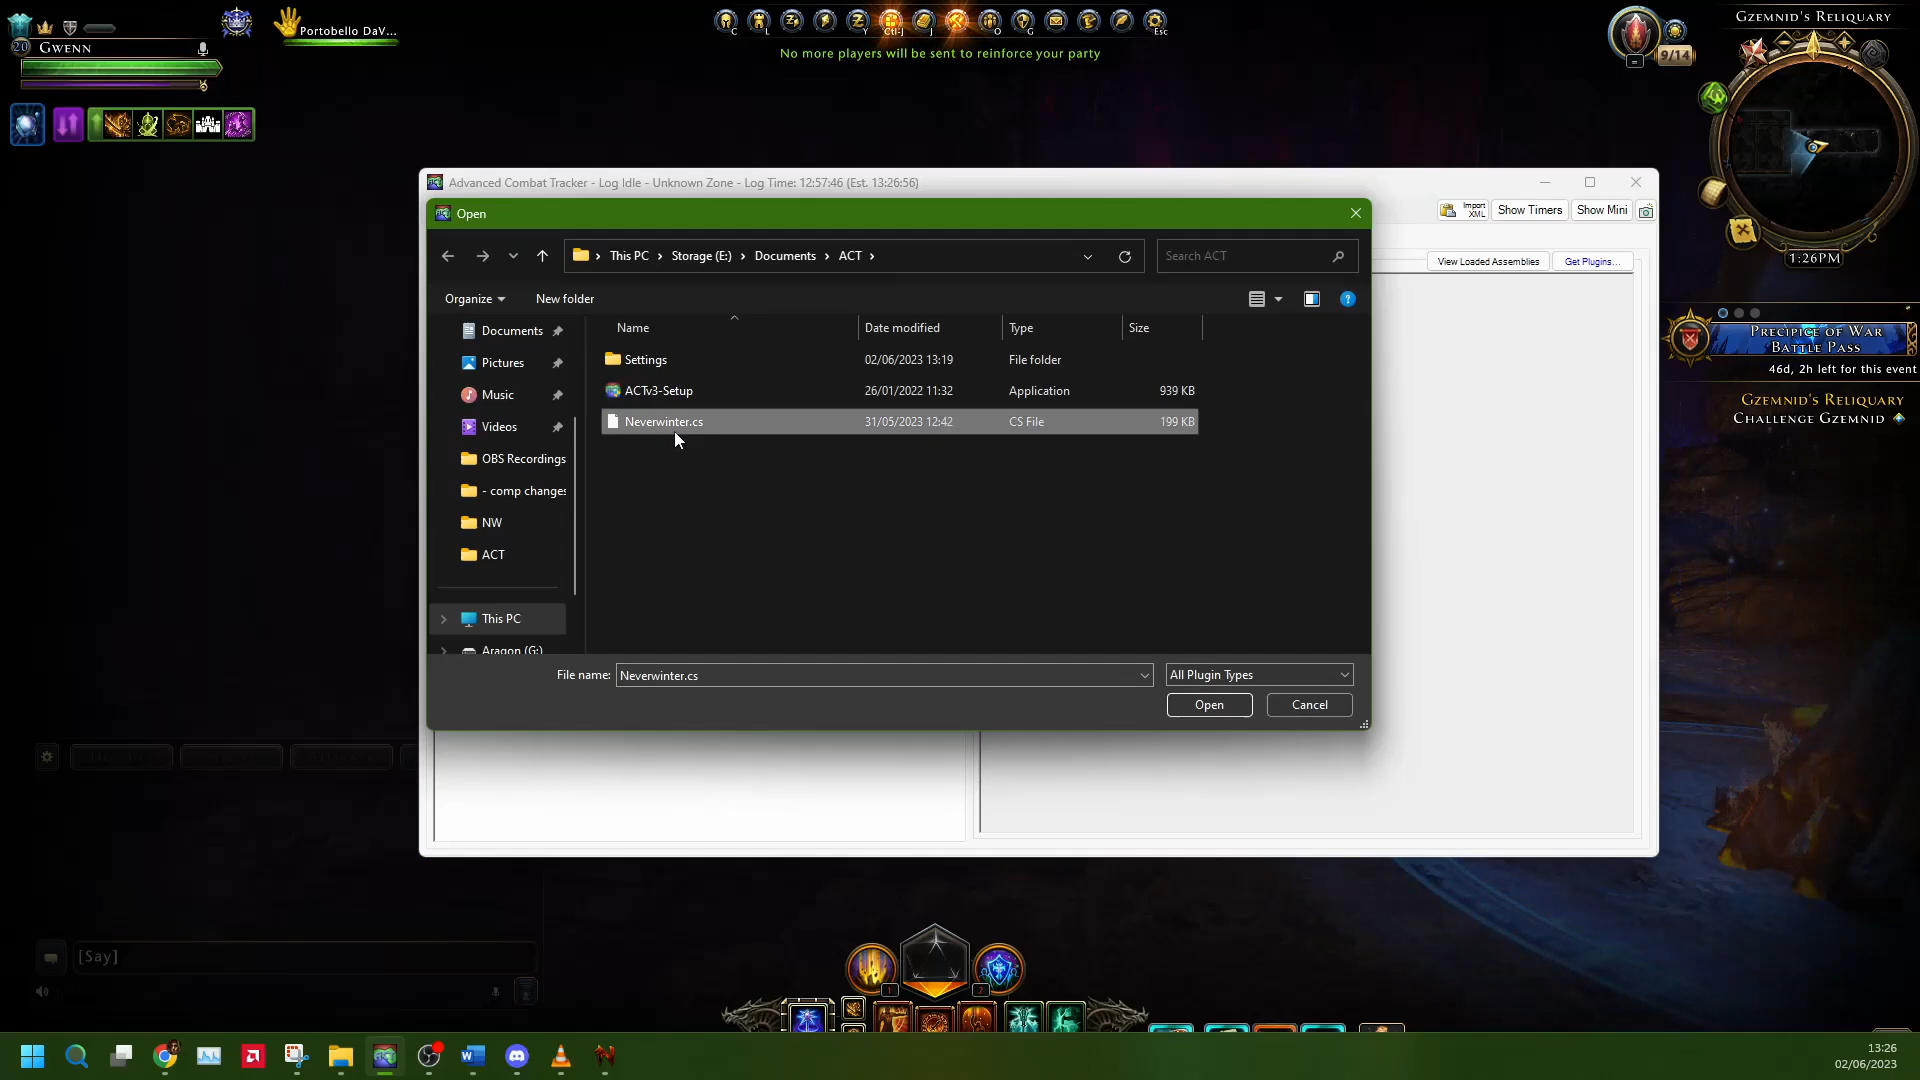 20 Gwenn
Portobello DaV...
C L Y Ctl-J J O G Esc
No more players will be sent to reinforce your party
9/14
Gzemnid's Reliquary
1:26PM
Precipice of War
Battle Pass
46d, 2h left for this event
Gzemnid's Reliquary
Challenge Gzemnid
Advanced Combat Tracker - Log Idle - Unknown Zone - Log Time: 12:57:46 (Est. 13:26:56)
Import XML Show Timers Show Mini
View Loaded Assemblies Get Plugins...
Open
This PC Storage (E:) Documents ACT
Search ACT
Organize New folder
Name Date modified Type Size
Settings 02/06/2023 13:19 File folder
ACTv3-Setup 26/01/2022 11:32 Application 939 KB
Neverwinter.cs 31/05/2023 12:42 CS File 199 KB
Documents
Pictures
Music
Videos
OBS Recordings
- comp changes
NW
ACT
This PC
Aragon (G:)
File name: Neverwinter.cs
All Plugin Types
Open Cancel
[Say]
1 2
13:26
02/06/2023